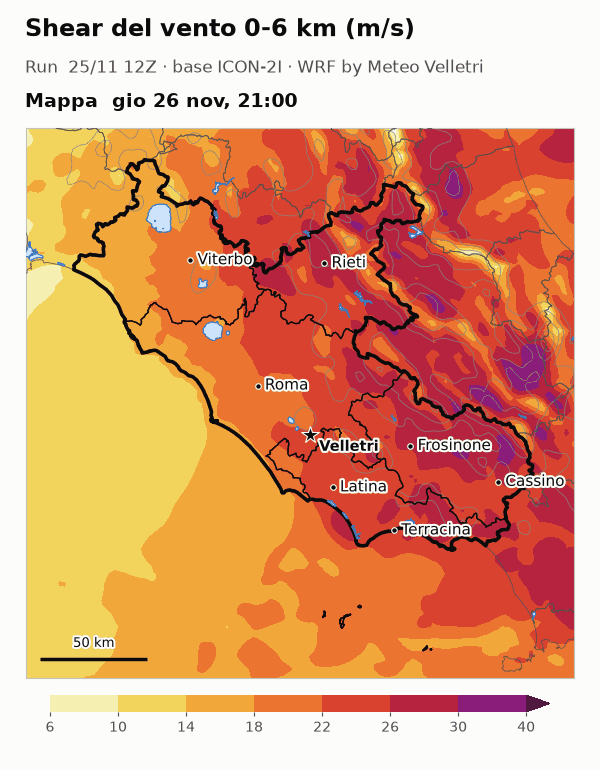 Shear del vento 0-6 km (m/s)
Run  25/11 12Z · base ICON-2I · WRF by Meteo Velletri
Mappa  gio 26 nov, 21:00
Viterbo
Rieti
Roma
Velletri
Frosinone
Cassino
Latina
Terracina
50 km
6 10 14 18 22 26 30 40